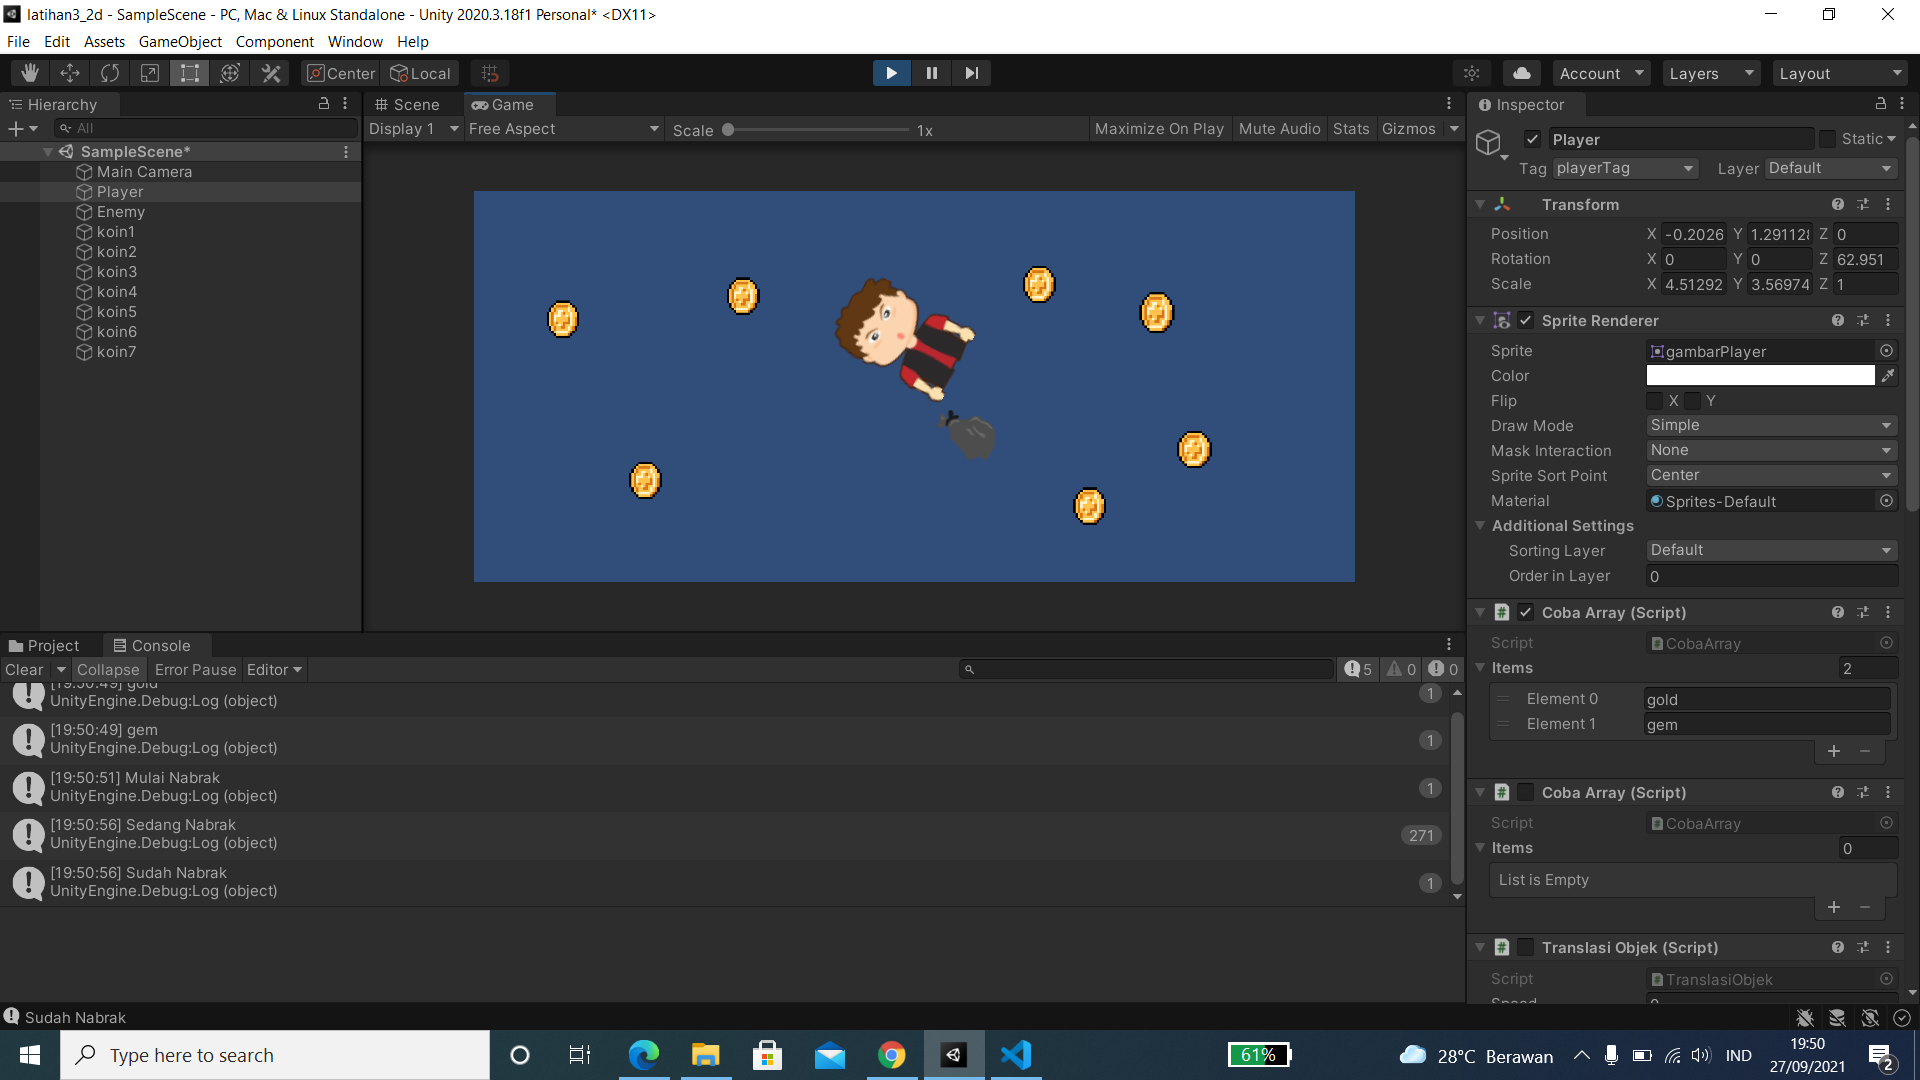 latihan3_2d - SampleScene - PC, Mac & Linux Standalone - Unity 2020.3.18f1 Personal* <DX11>
File Edit Assets GameObject Component Window Help
Center Local
Account Layers Layout
Hierarchy
All
SampleScene*
Main Camera
Player
Enemy
koin1
koin2
koin3
koin4
koin5
koin6
koin7
Scene Game
Display 1 Free Aspect Scale 1x Maximize On Play Mute Audio Stats Gizmos
Inspector
Player Static
Tag playerTag Layer Default
Transform
Position X -0.2026 Y 1.291128 Z 0
Rotation X 0 Y 0 Z 62.951
Scale X 4.51292 Y 3.56974 Z 1
Sprite Renderer
Sprite gambarPlayer
Color
Flip X Y
Draw Mode Simple
Mask Interaction None
Sprite Sort Point Center
Material Sprites-Default
Additional Settings
Sorting Layer Default
Order in Layer 0
Coba Array (Script)
Script CobaArray
Items 2
Element 0 gold
Element 1 gem
Coba Array (Script)
Script CobaArray
Items 0
List is Empty
Translasi Objek (Script)
Script TranslasiObjek
Speed
Project Console
Clear Collapse Error Pause Editor 5 0 0
[19:50:49] gold
UnityEngine.Debug:Log (object) 1
[19:50:49] gem
UnityEngine.Debug:Log (object) 1
[19:50:51] Mulai Nabrak
UnityEngine.Debug:Log (object) 1
[19:50:56] Sedang Nabrak
UnityEngine.Debug:Log (object) 271
[19:50:56] Sudah Nabrak
UnityEngine.Debug:Log (object) 1
Sudah Nabrak
Type here to search
61%
28°C Berawan
IND
19:50
27/09/2021
2